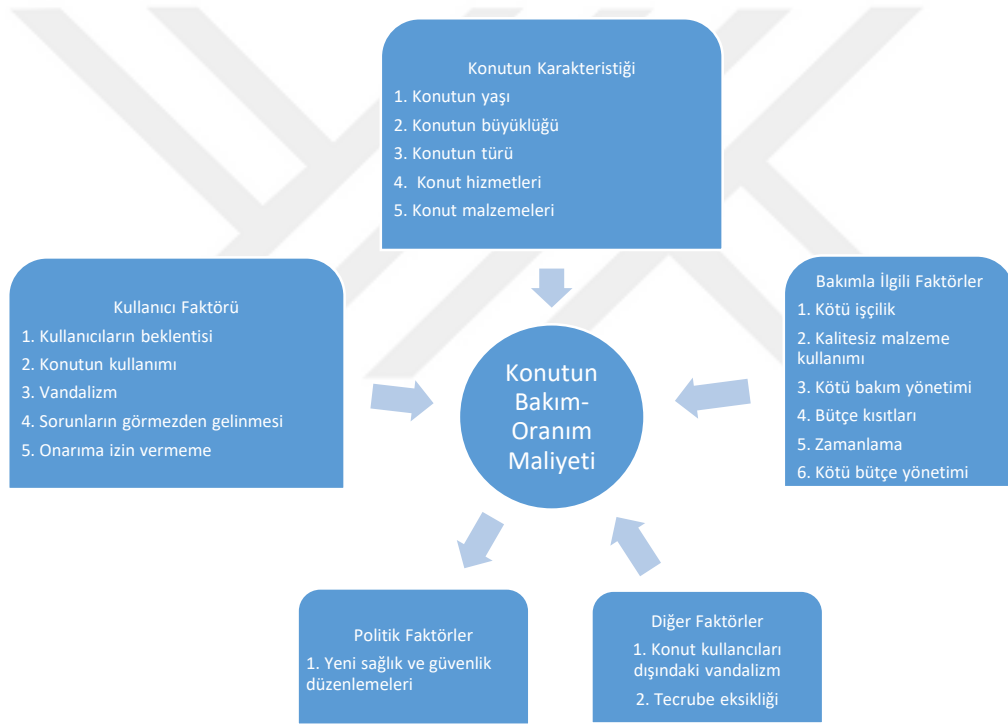 Konutun Karakteristiği
1. Konutun yaşı
2. Konutun büyüklüğü
3. Konutun türü
4. Konut hizmetleri
5. Konut malzemeleri
Kullanıcı Faktörü
1. Kullanıcıların beklentisi
2. Konutun kullanımı
3. Vandalizm
4. Sorunların görmezden gelinmesi
5. Onarıma izin vermeme
Konutun
Bakım-
Oranım
Maliyeti
Bakımla İlgili Faktörler
1. Kötü işçilik
2. Kalitesiz malzeme
kullanımı
3. Kötü bakım yönetimi
4. Bütçe kısıtları
5. Zamanlama
6. Kötü bütçe yönetimi
Politik Faktörler
1. Yeni sağlık ve güvenlik
düzenlemeleri
Diğer Faktörler
1. Konut kullancıları
dışındaki vandalizm
2. Tecrube eksikliği